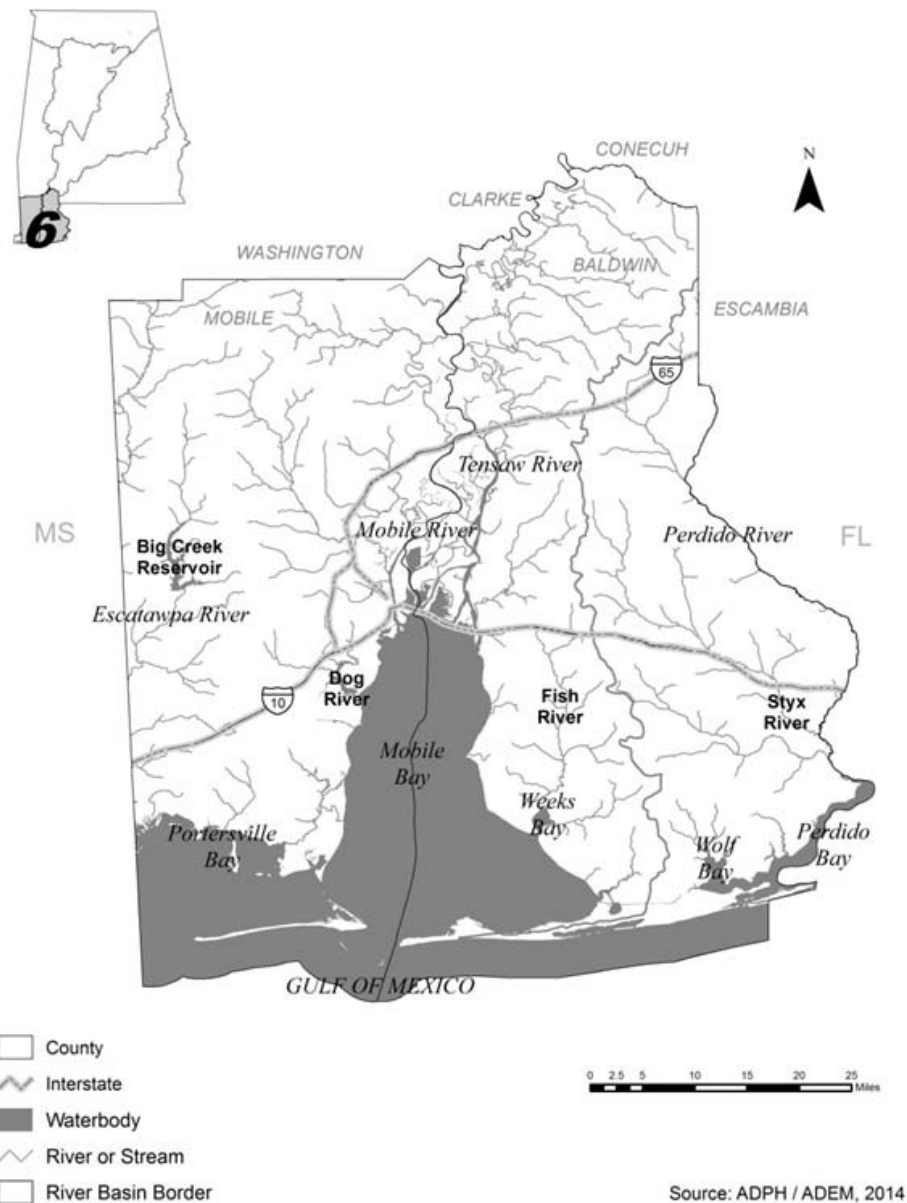 6
N
CONECUH
CLARKE
WASHINGTON
BALDWIN
ESCAMBIA
MOBILE
65
Tensaw River
MS
Mobile River
Perdido River
FL
Big Creek
Reservoir
Escatawpa River
Dog
River
10
Fish
River
Styx
River
Mobile
Bay
Weeks
Bay
Portersville
Bay
Wolf
Bay
Perdido
Bay
GULF OF MEXICO
County
Interstate
Waterbody
River or Stream
River Basin Border
0 2.5 5 10 15 20 25
Miles
Source: ADPH / ADEM, 2014